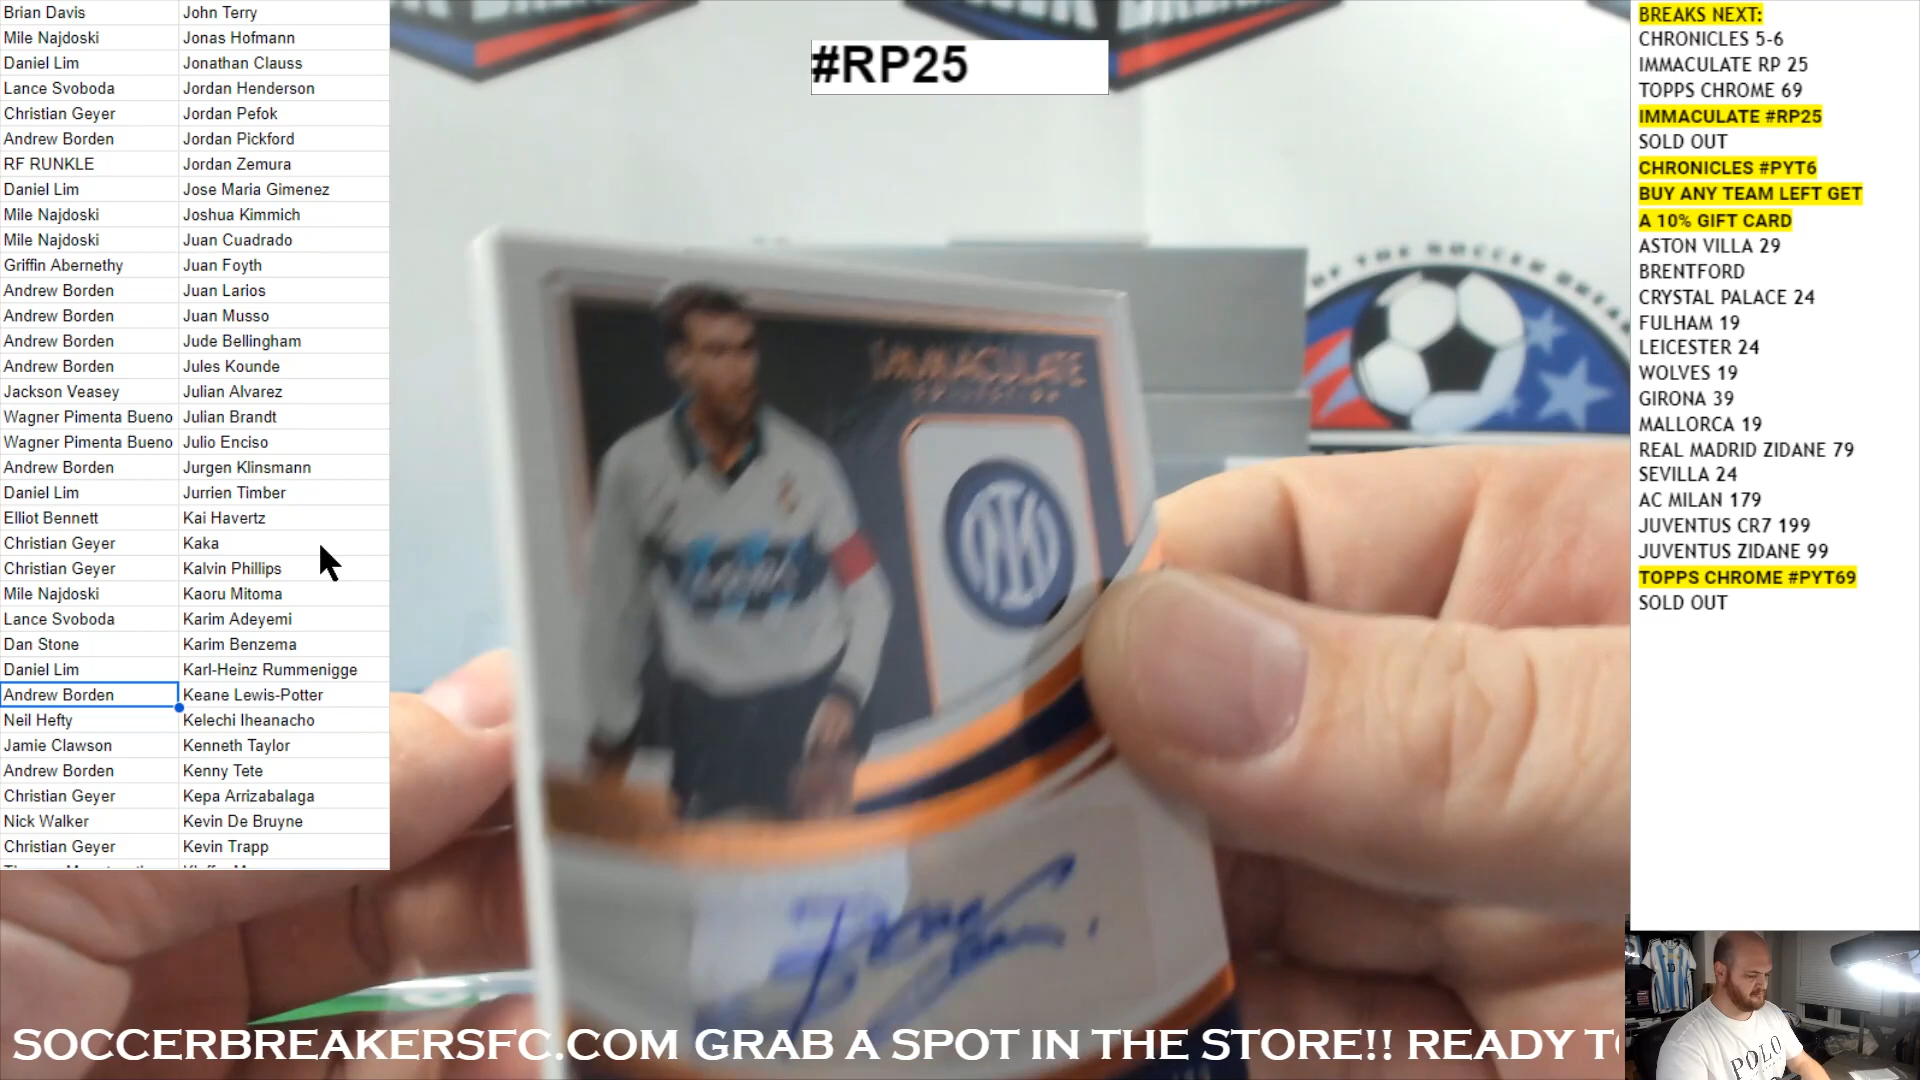 Brian Davis John Terry
Mile Najdoski Jonas Hofmann
Daniel Lim Jonathan Clauss
Lance Svoboda Jordan Henderson
Christian Geyer Jordan Pefok
Andrew Borden Jordan Pickford
RF RUNKLE Jordan Zemura
Daniel Lim Jose Maria Gimenez
Mile Najdoski Joshua Kimmich
Mile Najdoski Juan Cuadrado
Griffin Abernethy Juan Foyth
Andrew Borden Juan Larios
Andrew Borden Juan Musso
Andrew Borden Jude Bellingham
Andrew Borden Jules Kounde
Jackson Veasey Julian Alvarez
Wagner Pimenta Bueno Julian Brandt
Wagner Pimenta Bueno Julio Enciso
Andrew Borden Jurgen Klinsmann
Daniel Lim Jurrien Timber
Elliot Bennett Kai Havertz
Christian Geyer Kaka
Christian Geyer Kalvin Phillips
Mile Najdoski Kaoru Mitoma
Lance Svoboda Karim Adeyemi
Dan Stone Karim Benzema
Daniel Lim Karl-Heinz Rummenigge
Andrew Borden Keane Lewis-Potter
Neil Hefty Kelechi Iheanacho
Jamie Clawson Kenneth Taylor
Andrew Borden Kenny Tete
Christian Geyer Kepa Arrizabalaga
Nick Walker Kevin De Bruyne
Christian Geyer Kevin Trapp
#RP25
OF THE SOCCER
IMMACULATE
COLLECTION
BREAKS NEXT:
CHRONICLES 5-6
IMMACULATE RP 25
TOPPS CHROME 69
IMMACULATE #RP25
SOLD OUT
CHRONICLES #PYT6
BUY ANY TEAM LEFT GET
A 10% GIFT CARD
ASTON VILLA 29
BRENTFORD
CRYSTAL PALACE 24
FULHAM 19
LEICESTER 24
WOLVES 19
GIRONA 39
MALLORCA 19
REAL MADRID ZIDANE 79
SEVILLA 24
AC MILAN 179
JUVENTUS CR7 199
JUVENTUS ZIDANE 99
TOPPS CHROME #PYT69
SOLD OUT
POLO
SOCCERBREAKERSFC.COM GRAB A SPOT IN THE STORE!! READY